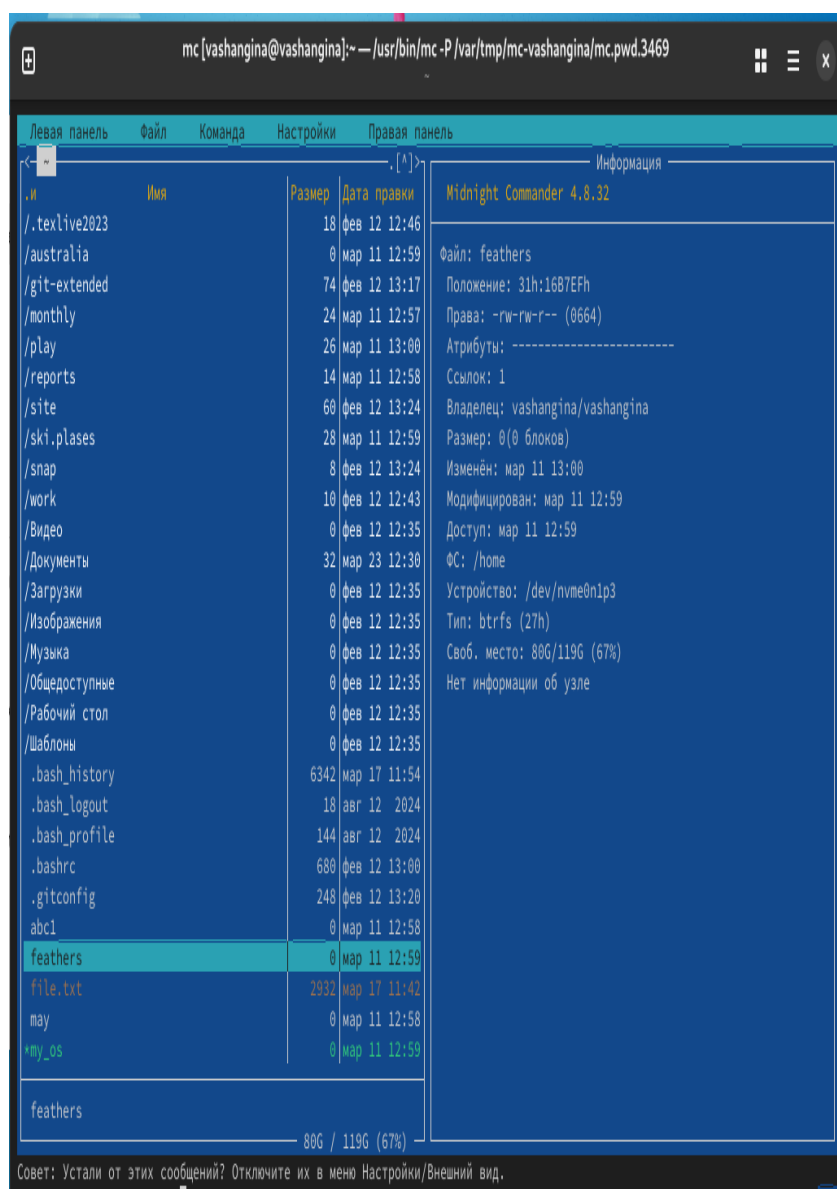 mc [vashangina@vashangina]:~ — /usr/bin/mc -P /var/tmp/mc-vashangina/mc.pwd.3469
~
Левая панель Файл Команда Настройки Правая панель
<- ~ .[^]>
.и Имя Размер Дата правки
/.texlive2023 18 фев 12 12:46
/australia 0 мар 11 12:59
/git-extended 74 фев 12 13:17
/monthly 24 мар 11 12:57
/play 26 мар 11 13:00
/reports 14 мар 11 12:58
/site 60 фев 12 13:24
/ski.plases 28 мар 11 12:59
/snap 8 фев 12 13:24
/work 10 фев 12 12:43
/Видео 0 фев 12 12:35
/Документы 32 мар 23 12:30
/Загрузки 0 фев 12 12:35
/Изображения 0 фев 12 12:35
/Музыка 0 фев 12 12:35
/Общедоступные 0 фев 12 12:35
/Рабочий стол 0 фев 12 12:35
/Шаблоны 0 фев 12 12:35
.bash_history 6342 мар 17 11:54
.bash_logout 18 авг 12 2024
.bash_profile 144 авг 12 2024
.bashrc 680 фев 12 13:00
.gitconfig 248 фев 12 13:20
abc1 0 мар 11 12:58
feathers 0 мар 11 12:59
file.txt 2932 мар 17 11:42
may 0 мар 11 12:58
*my_os 0 мар 11 12:59
feathers
80G / 119G (67%)
Информация
Midnight Commander 4.8.32
Файл: feathers
Положение: 31h:16B7EFh
Права: -rw-rw-r-- (0664)
Атрибуты: -------------------------
Ссылок: 1
Владелец: vashangina/vashangina
Размер: 0(0 блоков)
Изменён: мар 11 13:00
Модифицирован: мар 11 12:59
Доступ: мар 11 12:59
ФС: /home
Устройство: /dev/nvme0n1p3
Тип: btrfs (27h)
Своб. место: 80G/119G (67%)
Нет информации об узле
Совет: Устали от этих сообщений? Отключите их в меню Настройки/Внешний вид.